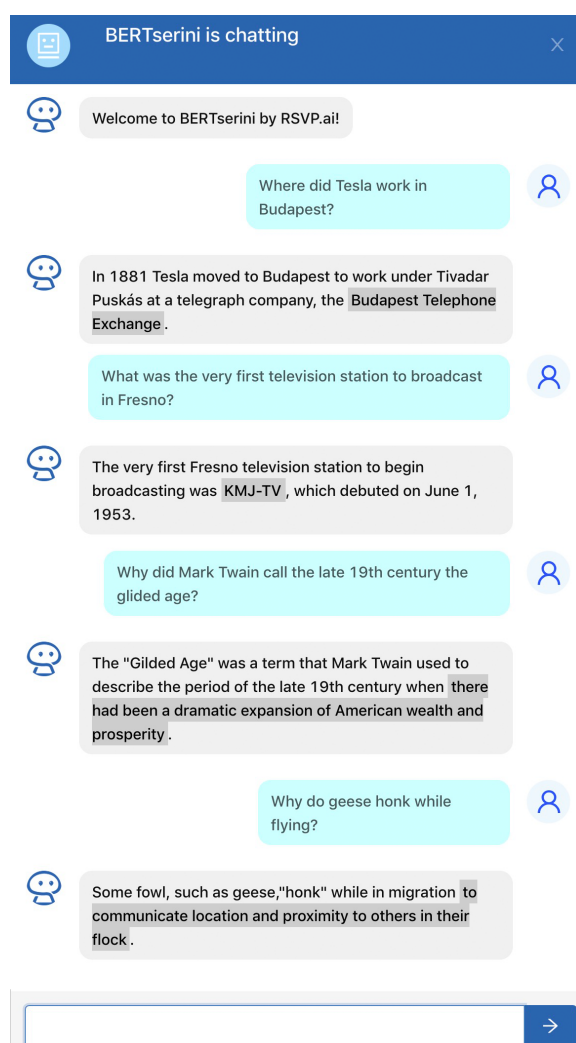 BERTserini is chatting
X
Welcome to BERTserini by RSVP.ai!
Where did Tesla work in
Budapest?
In 1881 Tesla moved to Budapest to work under Tivadar
Puskás at a telegraph company, the Budapest Telephone
Exchange .
What was the very first television station to broadcast
in Fresno?
The very first Fresno television station to begin
broadcasting was KMJ-TV , which debuted on June 1,
1953.
Why did Mark Twain call the late 19th century the
glided age?
The "Gilded Age" was a term that Mark Twain used to
describe the period of the late 19th century when there
had been a dramatic expansion of American wealth and
prosperity .
Why do geese honk while
flying?
Some fowl, such as geese,"honk" while in migration to
communicate location and proximity to others in their
flock .